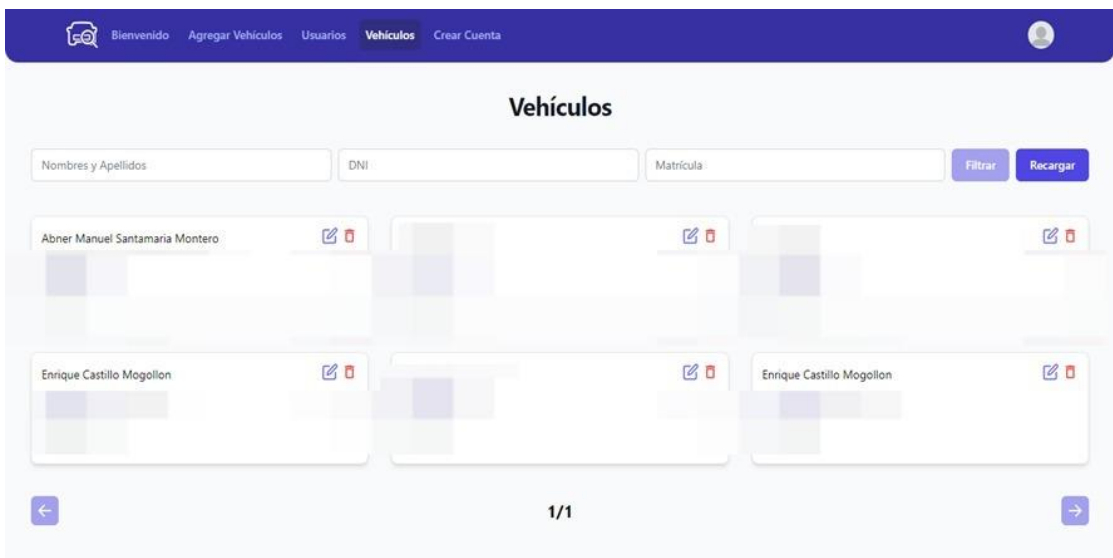 Bienvenido Agregar Vehículos Usuarios Vehículos Crear Cuenta
Vehículos
Nombres y Apellidos DNI Matrícula Filtrar Recargar
Abner Manuel Santamaria Montero
Enrique Castillo Mogollon Enrique Castillo Mogollon
1/1